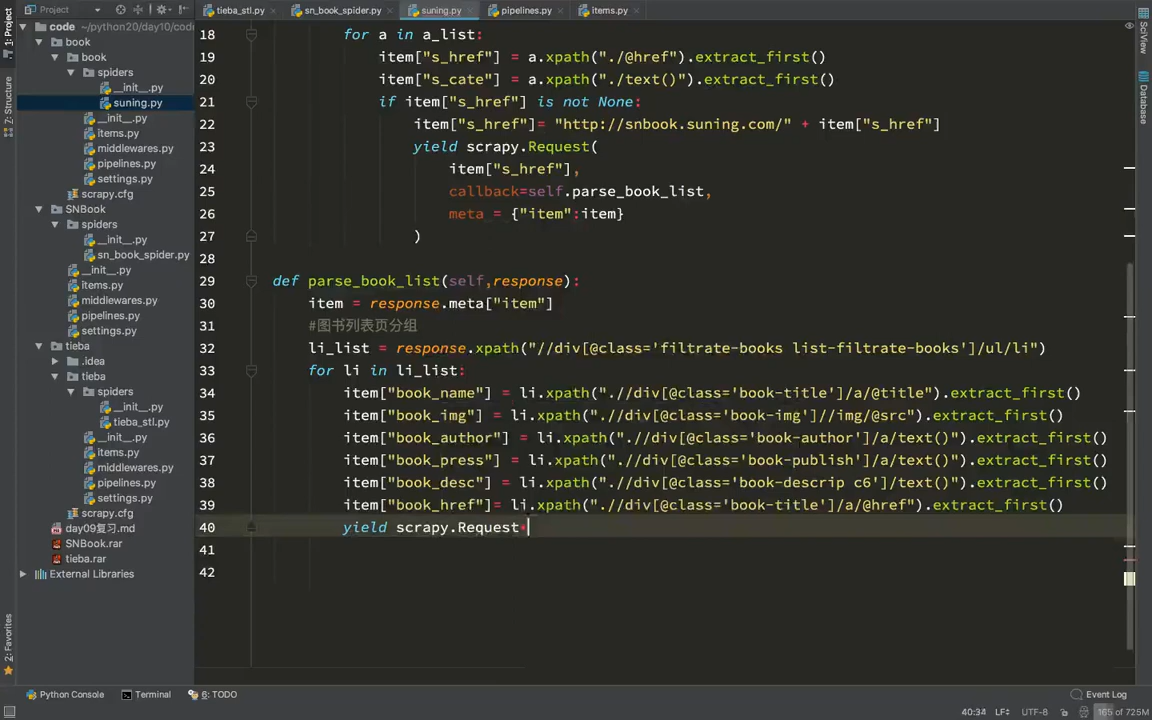 Project
tieba_stl.py
sn_book_spider.py
suning.py
pipelines.py
items.py
1: Project
7: Structure
2: Favorites
SciView
Database
code ~/python20/day10/code
book
book
spiders
__init__.py
suning.py
__init__.py
items.py
middlewares.py
pipelines.py
settings.py
scrapy.cfg
SNBook
spiders
__init__.py
sn_book_spider.py
__init__.py
items.py
middlewares.py
pipelines.py
settings.py
tieba
.idea
tieba
spiders
__init__.py
tieba_stl.py
__init__.py
items.py
middlewares.py
pipelines.py
settings.py
scrapy.cfg
day09复习.md
SNBook.rar
tieba.rar
External Libraries
18 for a in a_list:
19 item["s_href"] = a.xpath("./@href").extract_first()
20 item["s_cate"] = a.xpath("./text()").extract_first()
21 if item["s_href"] is not None:
22 item["s_href"]= "http://snbook.suning.com/" + item["s_href"]
23 yield scrapy.Request(
24 item["s_href"],
25 callback=self.parse_book_list,
26 meta = {"item":item}
27 )
28
29 def parse_book_list(self,response):
30 item = response.meta["item"]
31 #图书列表页分组
32 li_list = response.xpath("//div[@class='filtrate-books list-filtrate-books']/ul/li")
33 for li in li_list:
34 item["book_name"] = li.xpath(".//div[@class='book-title']/a/@title").extract_first()
35 item["book_img"] = li.xpath(".//div[@class='book-img']//img/@src").extract_first()
36 item["book_author"] = li.xpath(".//div[@class='book-author']/a/text()").extract_first()
37 item["book_press"] = li.xpath(".//div[@class='book-publish']/a/text()").extract_first()
38 item["book_desc"] = li.xpath(".//div[@class='book-descrip c6']/text()").extract_first()
39 item["book_href"]= li.xpath(".//div[@class='book-title']/a/@href").extract_first()
40 yield scrapy.Request
41
42
Python Console
Terminal
6: TODO
Event Log
40:34
LF
UTF-8
165 of 725M